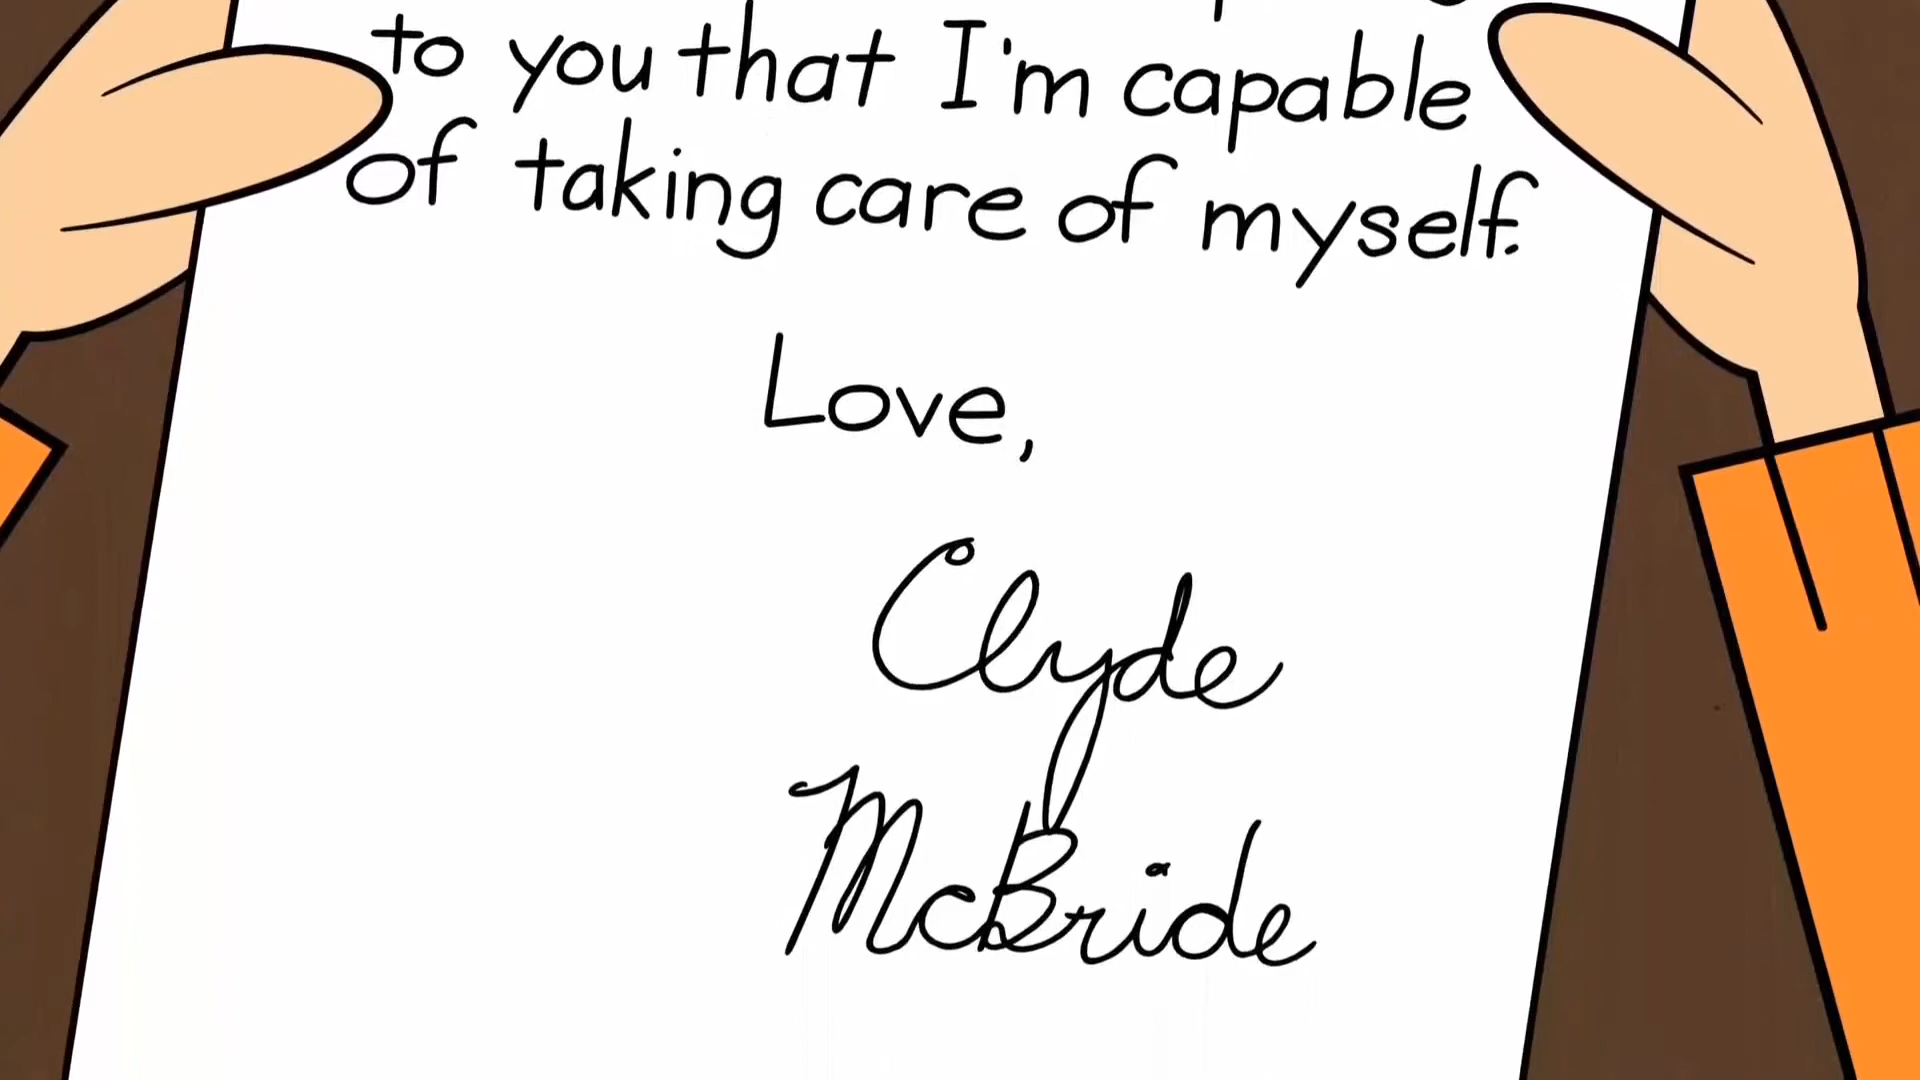 to you that I'm capable
of taking care of myself.
Love,
Clyde
McBride